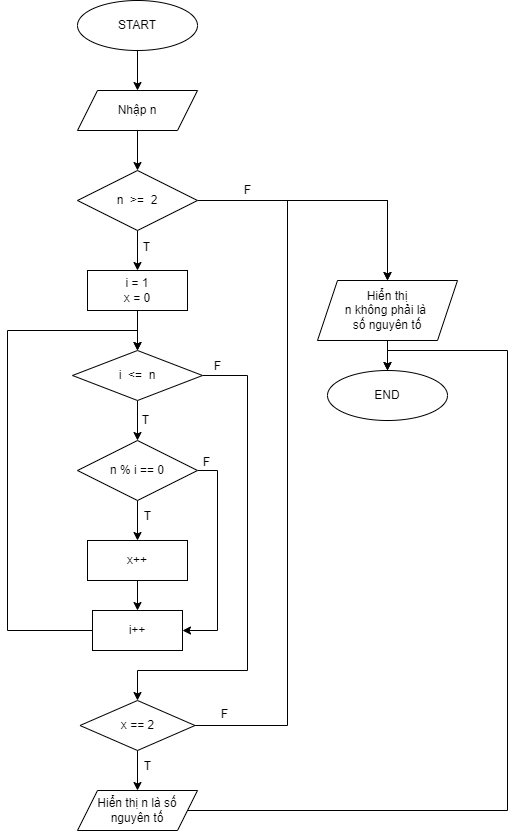 START
Nhập n
n >= 2
F
T
i = 1
x = 0
i <= n
F
T
n % i == 0
F
T
x++
i++
x == 2
F
T
Hiển thị n là số
nguyên tố
Hiển thị
n không phải là
số nguyên tố
END